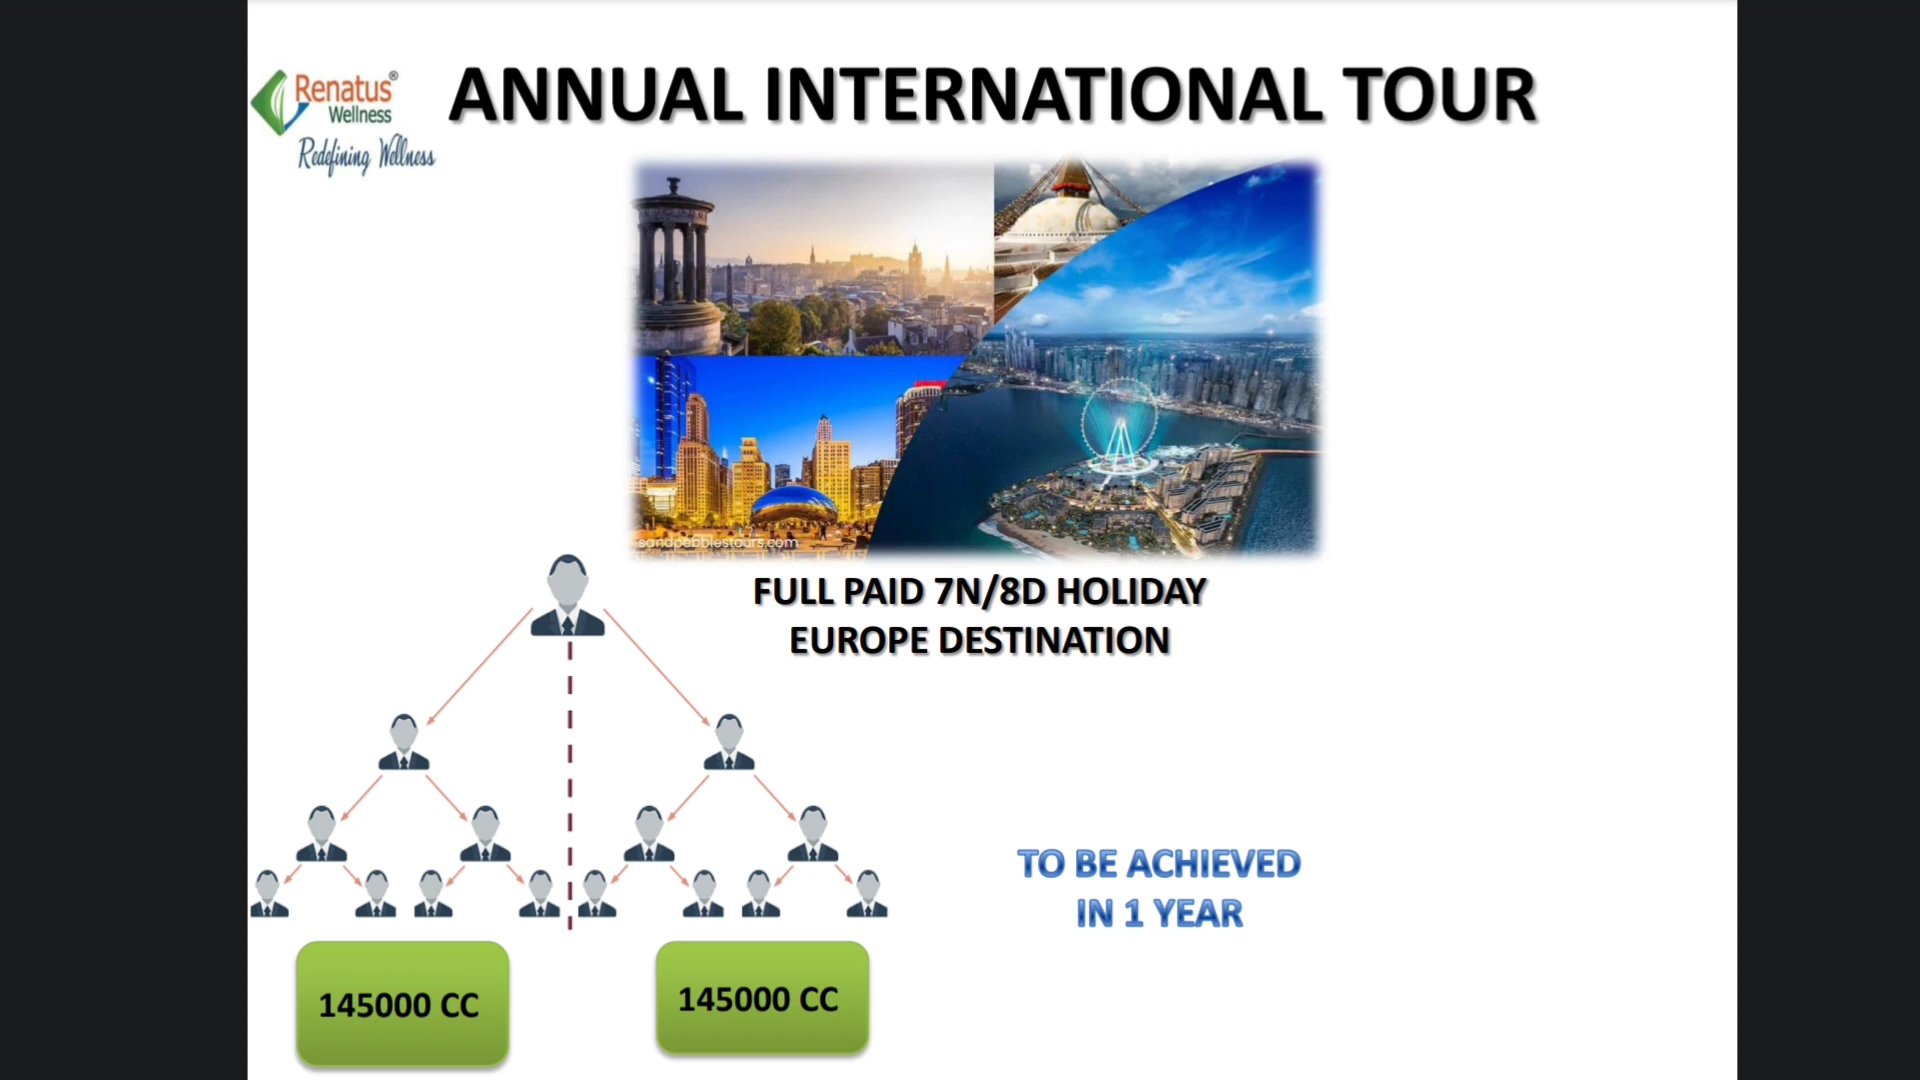 Renatus®
Wellness
Redefining Wellness
ANNUAL INTERNATIONAL TOUR
sandpebblestours.com
FULL PAID 7N/8D HOLIDAY
EUROPE DESTINATION
TO BE ACHIEVED
IN 1 YEAR
145000 CC
145000 CC